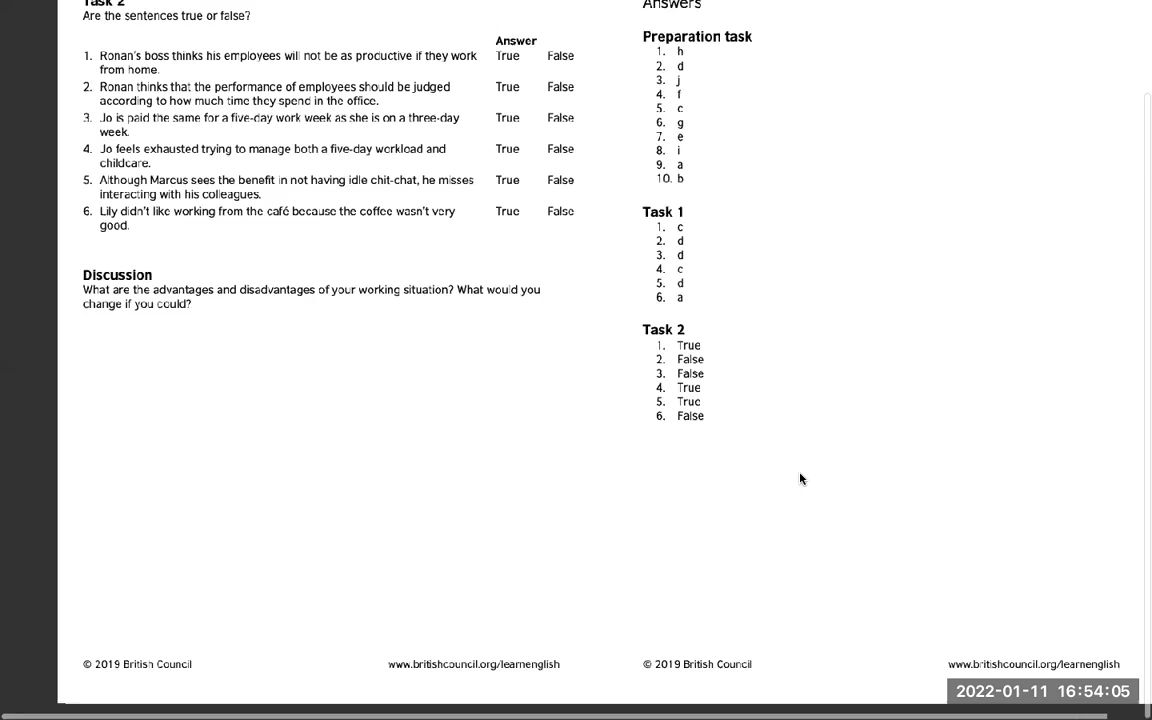 Task 2
Are the sentences true or false?
Answer
1. Ronan's boss thinks his employees will not be as productive if they work True False
from home.
2. Ronan thinks that the performance of employees should be judged True False
according to how much time they spend in the office.
3. Jo is paid the same for a five-day work week as she is on a three-day True False
week.
4. Jo feels exhausted trying to manage both a five-day workload and True False
childcare.
5. Although Marcus sees the benefit in not having idle chit-chat, he misses True False
interacting with his colleagues.
6. Lily didn't like working from the café because the coffee wasn't very True False
good.
Discussion
What are the advantages and disadvantages of your working situation? What would you
change if you could?
© 2019 British Council www.britishcouncil.org/learnenglish
Answers
Preparation task
1. h
2. d
3. j
4. f
5. c
6. g
7. e
8. i
9. a
10. b
Task 1
1. c
2. d
3. d
4. c
5. d
6. a
Task 2
1. True
2. False
3. False
4. True
5. True
6. False
© 2019 British Council www.britishcouncil.org/learnenglish
2022-01-11 16:54:05